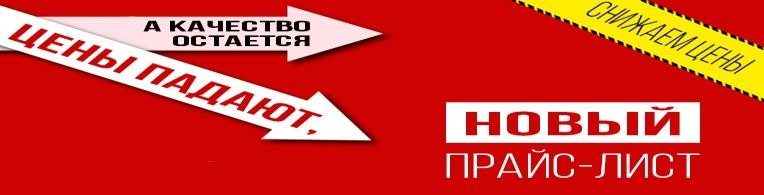 ЦЕНЫ ПАДАЮТ,
А КАЧЕСТВО
ОСТАЕТСЯ
СНИЖАЕМ ЦЕНЫ
НОВЫЙ
ПРАЙС-ЛИСТ